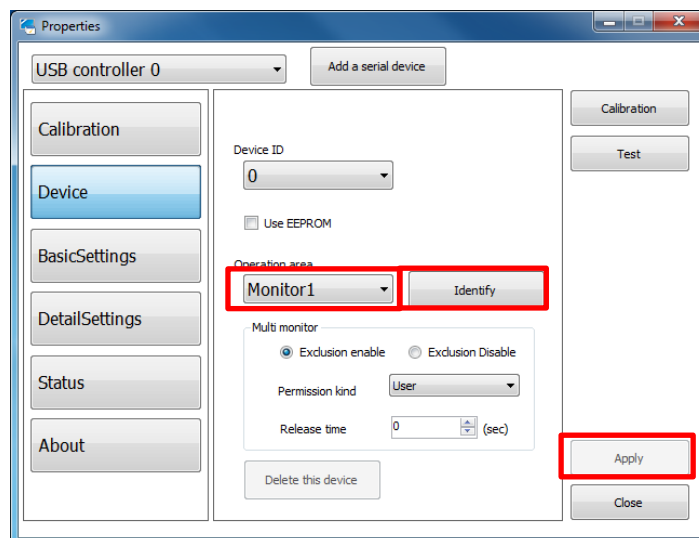 Properties
USB controller 0
Add a serial device
Calibration
Device
BasicSettings
DetailSettings
Status
About
Device ID
0
Use EEPROM
Operation area
Monitor1
Identify
Multi monitor
Exclusion enable Exclusion Disable
Permission kind User
Release time 0 (sec)
Delete this device
Calibration
Test
Apply
Close